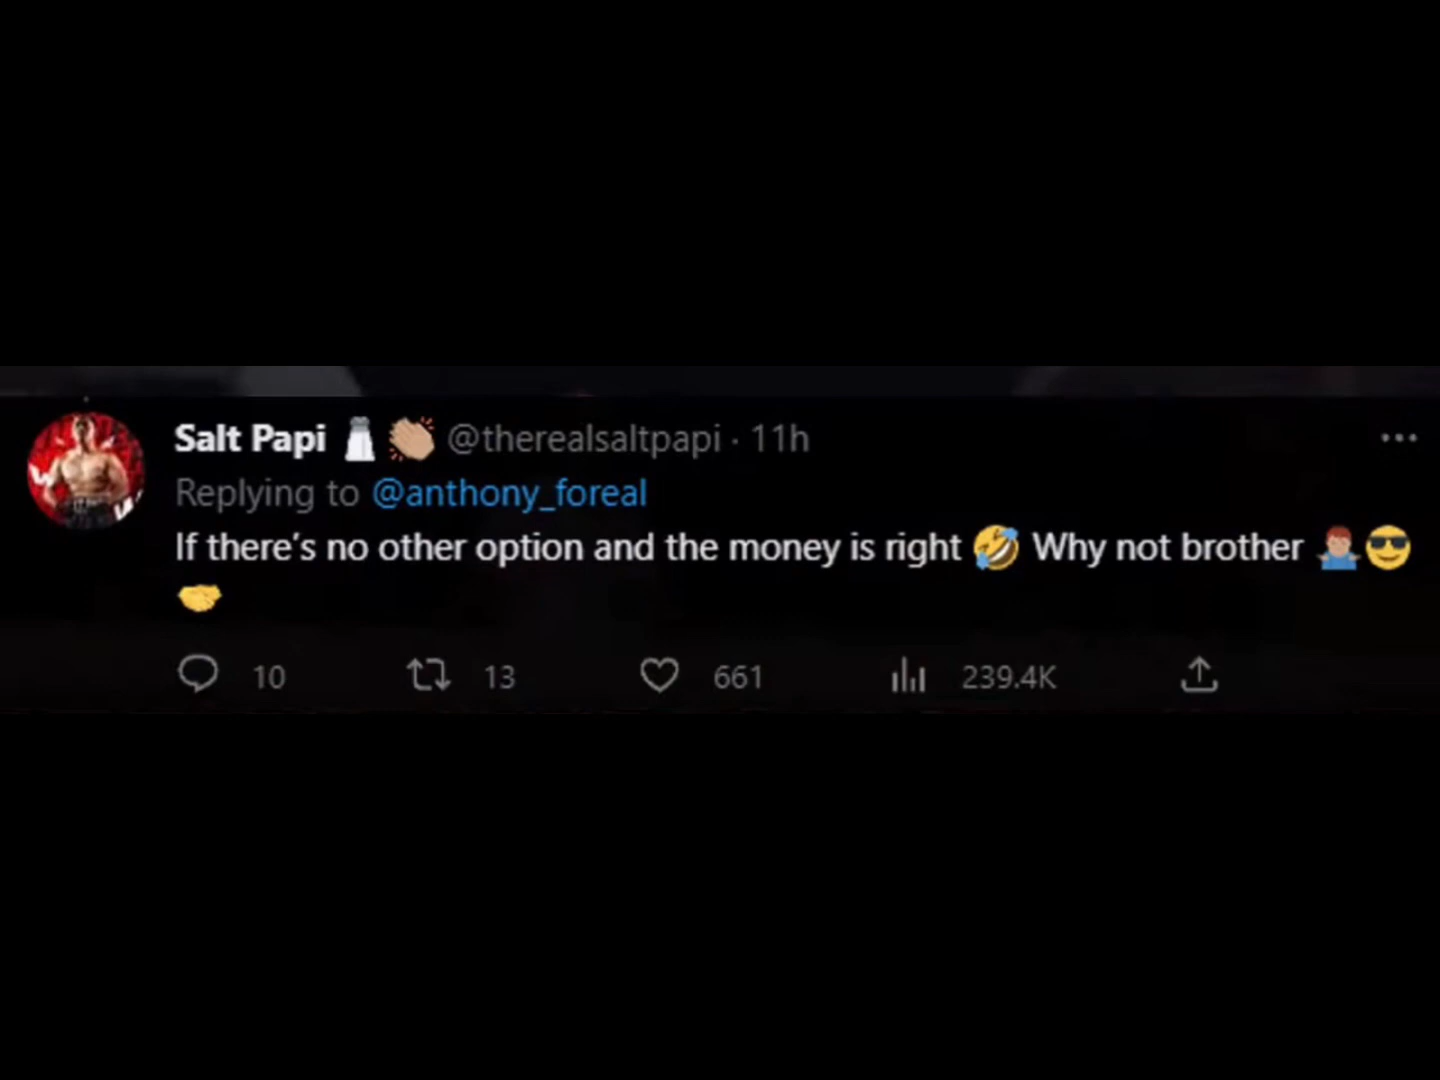 Salt Papi 🧂 👏🏼 @therealsaltpapi · 11h
Replying to @anthony_foreal
If there's no other option and the money is right 🤣 Why not brother 🤷🏽‍♂️😎
🤝
10 13 661 239.4K